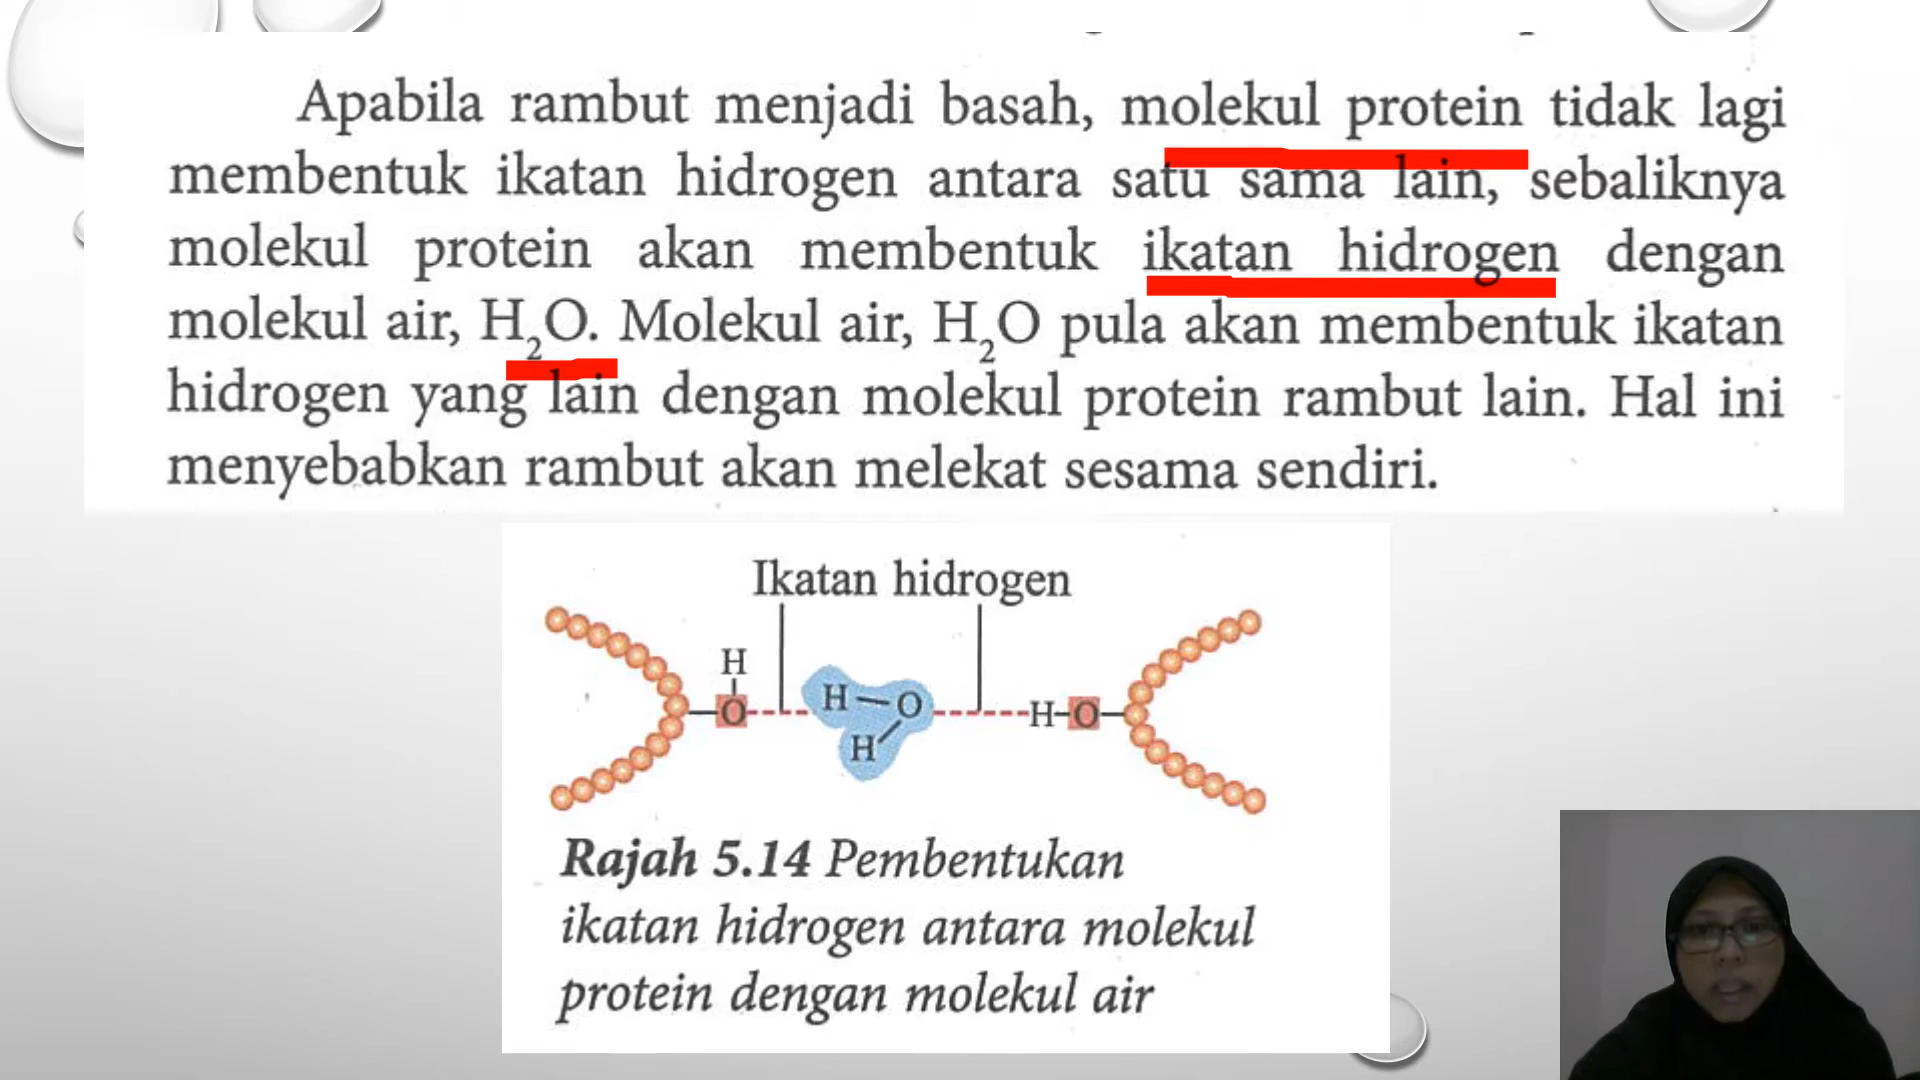 Apabila rambut menjadi basah, molekul protein tidak lagi
membentuk ikatan hidrogen antara satu sama lain, sebaliknya
molekul protein akan membentuk ikatan hidrogen dengan
molekul air, H₂O. Molekul air, H₂O pula akan membentuk ikatan
hidrogen yang lain dengan molekul protein rambut lain. Hal ini
menyebabkan rambut akan melekat sesama sendiri.
Ikatan hidrogen
H
O H—O H–O
H
Rajah 5.14 Pembentukan
ikatan hidrogen antara molekul
protein dengan molekul air